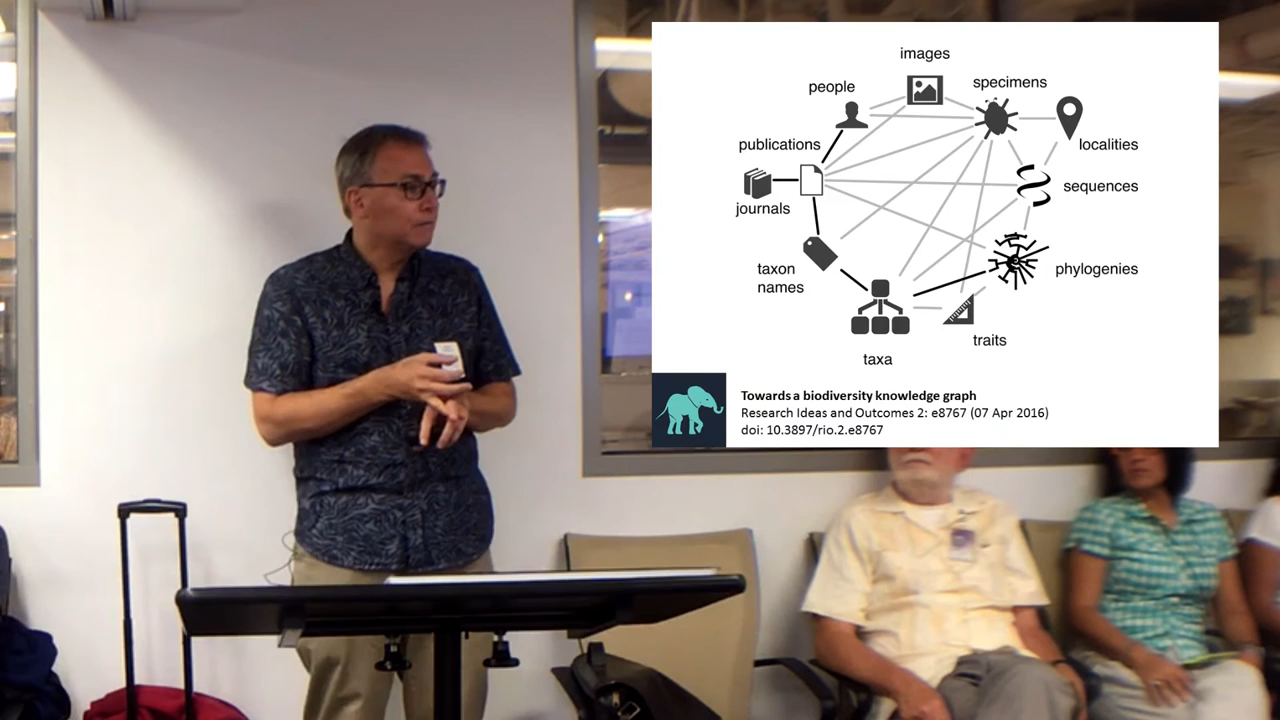 images
people
specimens
publications
localities
journals
sequences
taxon
names
phylogenies
traits
taxa
Towards a biodiversity knowledge graph
Research Ideas and Outcomes 2: e8767 (07 Apr 2016)
doi: 10.3897/rio.2.e8767